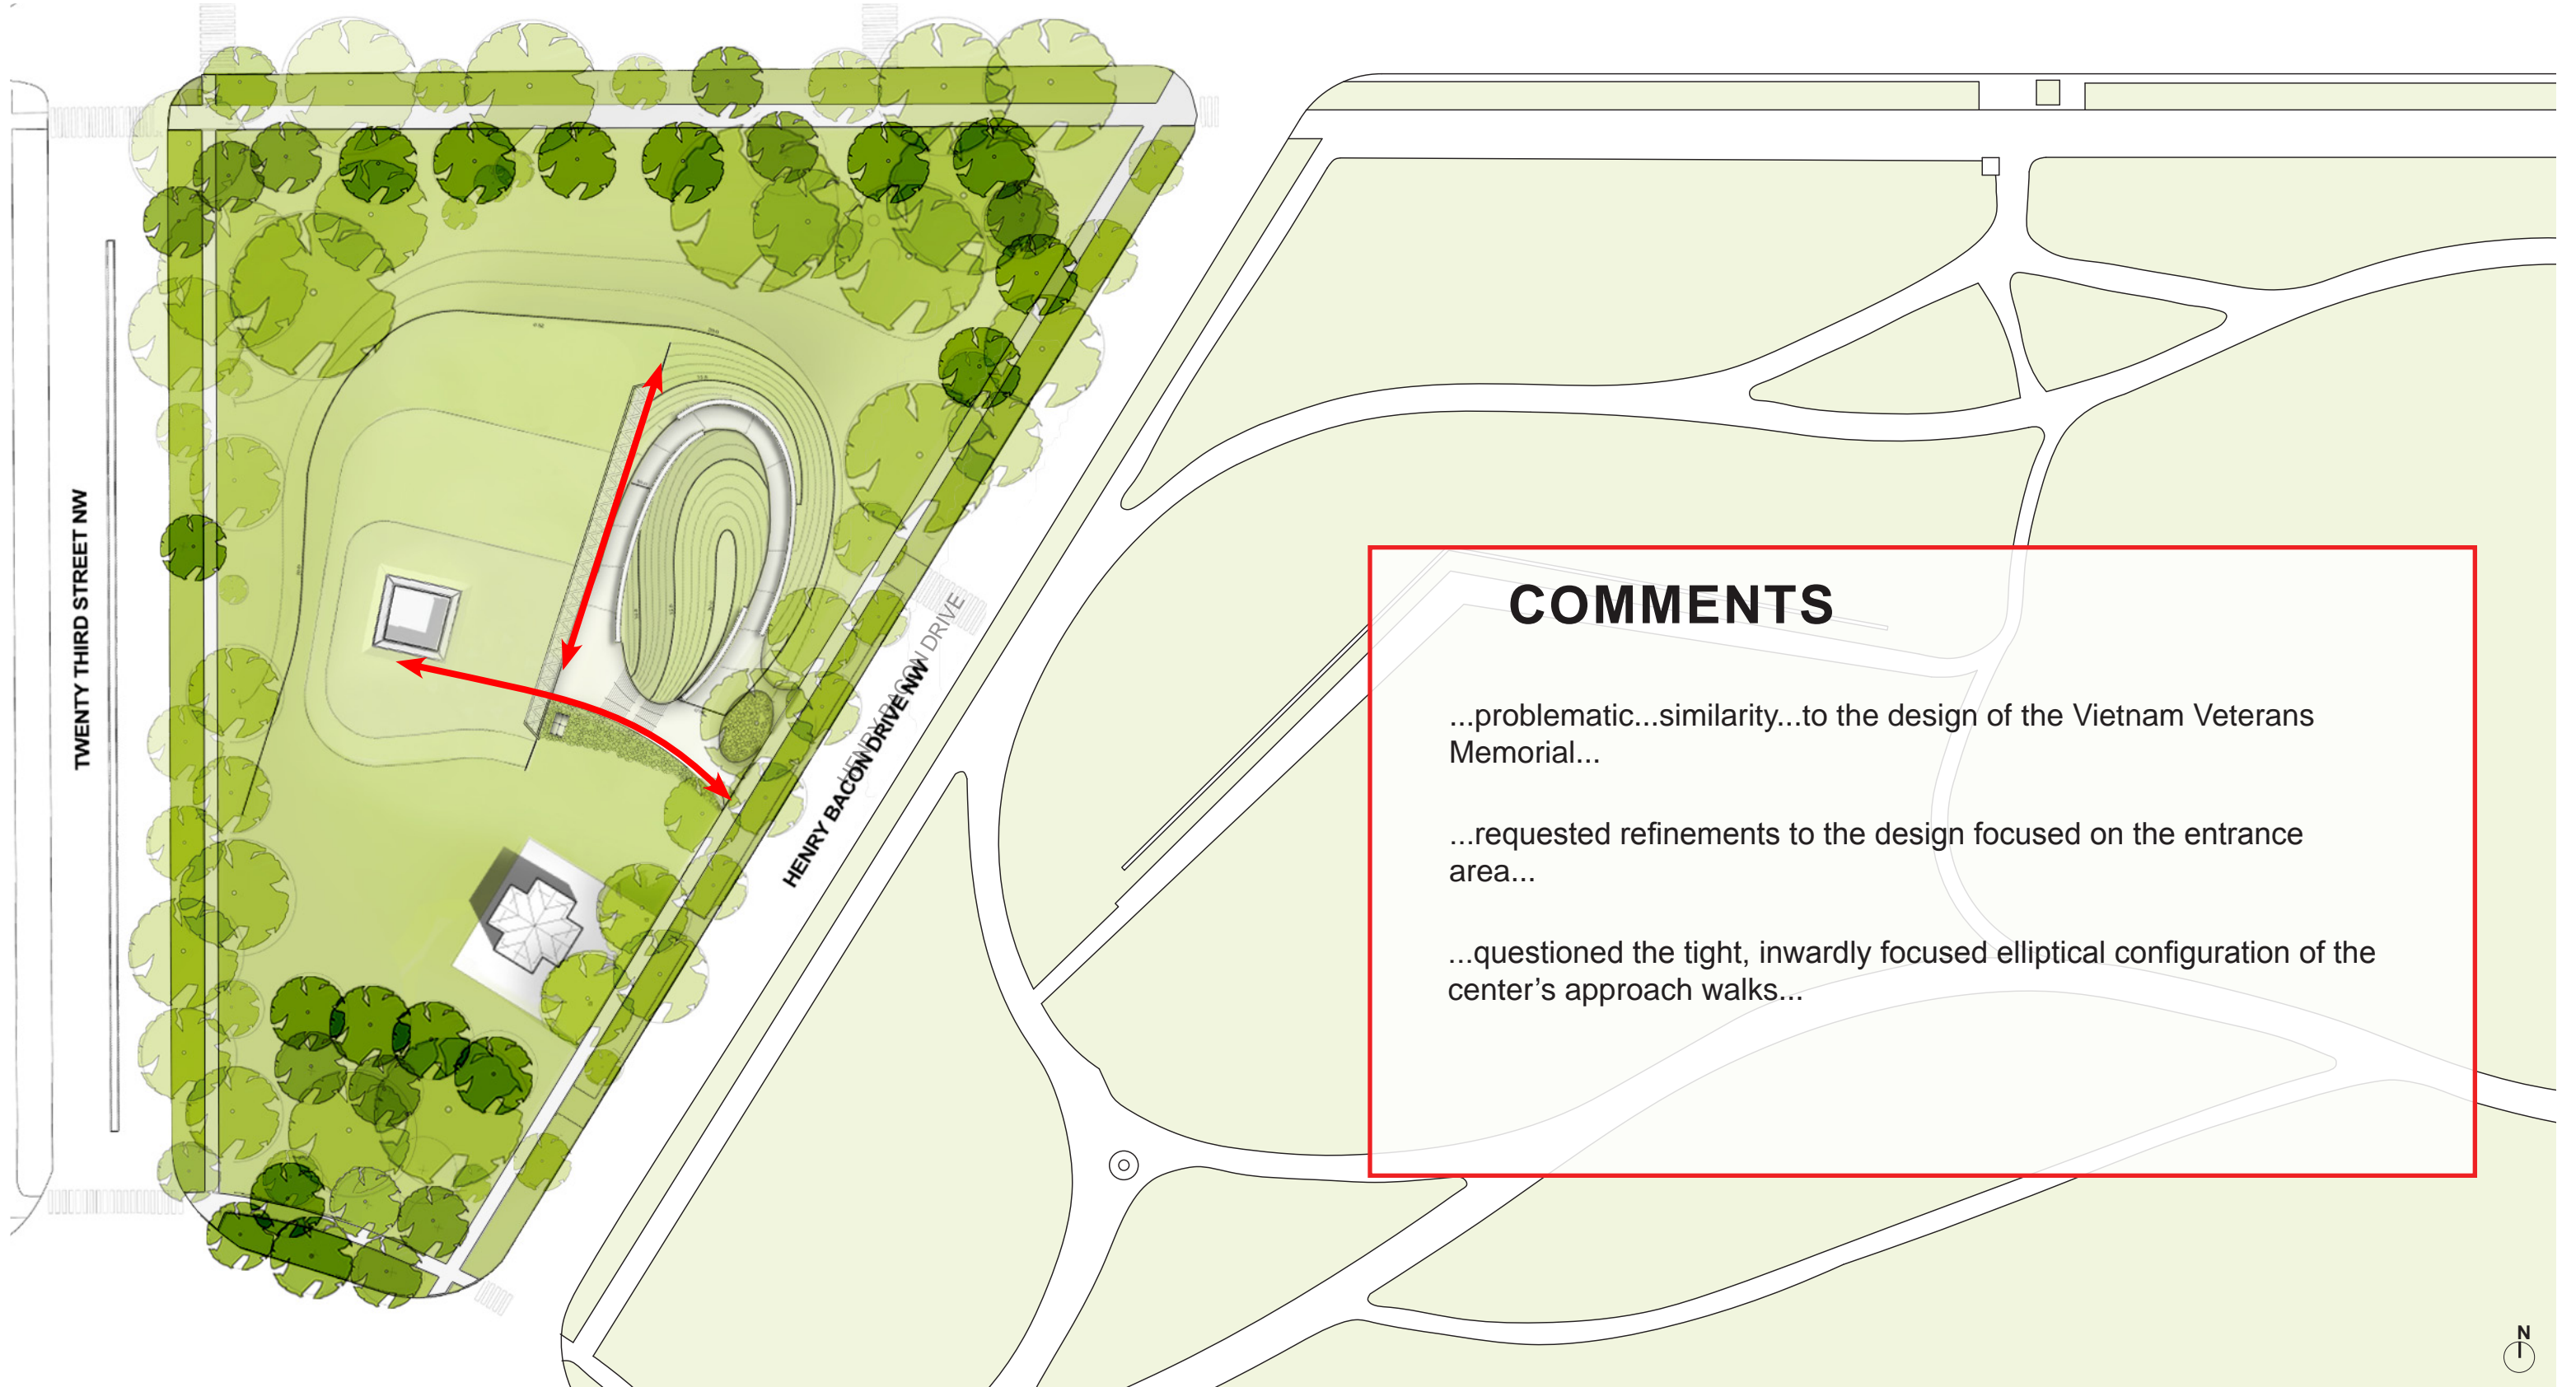 TWENTY THIRD STREET NW
HENRY BACON DRIVE
HENRY BACON DRIVE NW
COMMENTS
...problematic...similarity...to the design of the Vietnam Veterans
Memorial...
...requested refinements to the design focused on the entrance
area...
...questioned the tight, inwardly focused elliptical configuration of the
center’s approach walks...
N